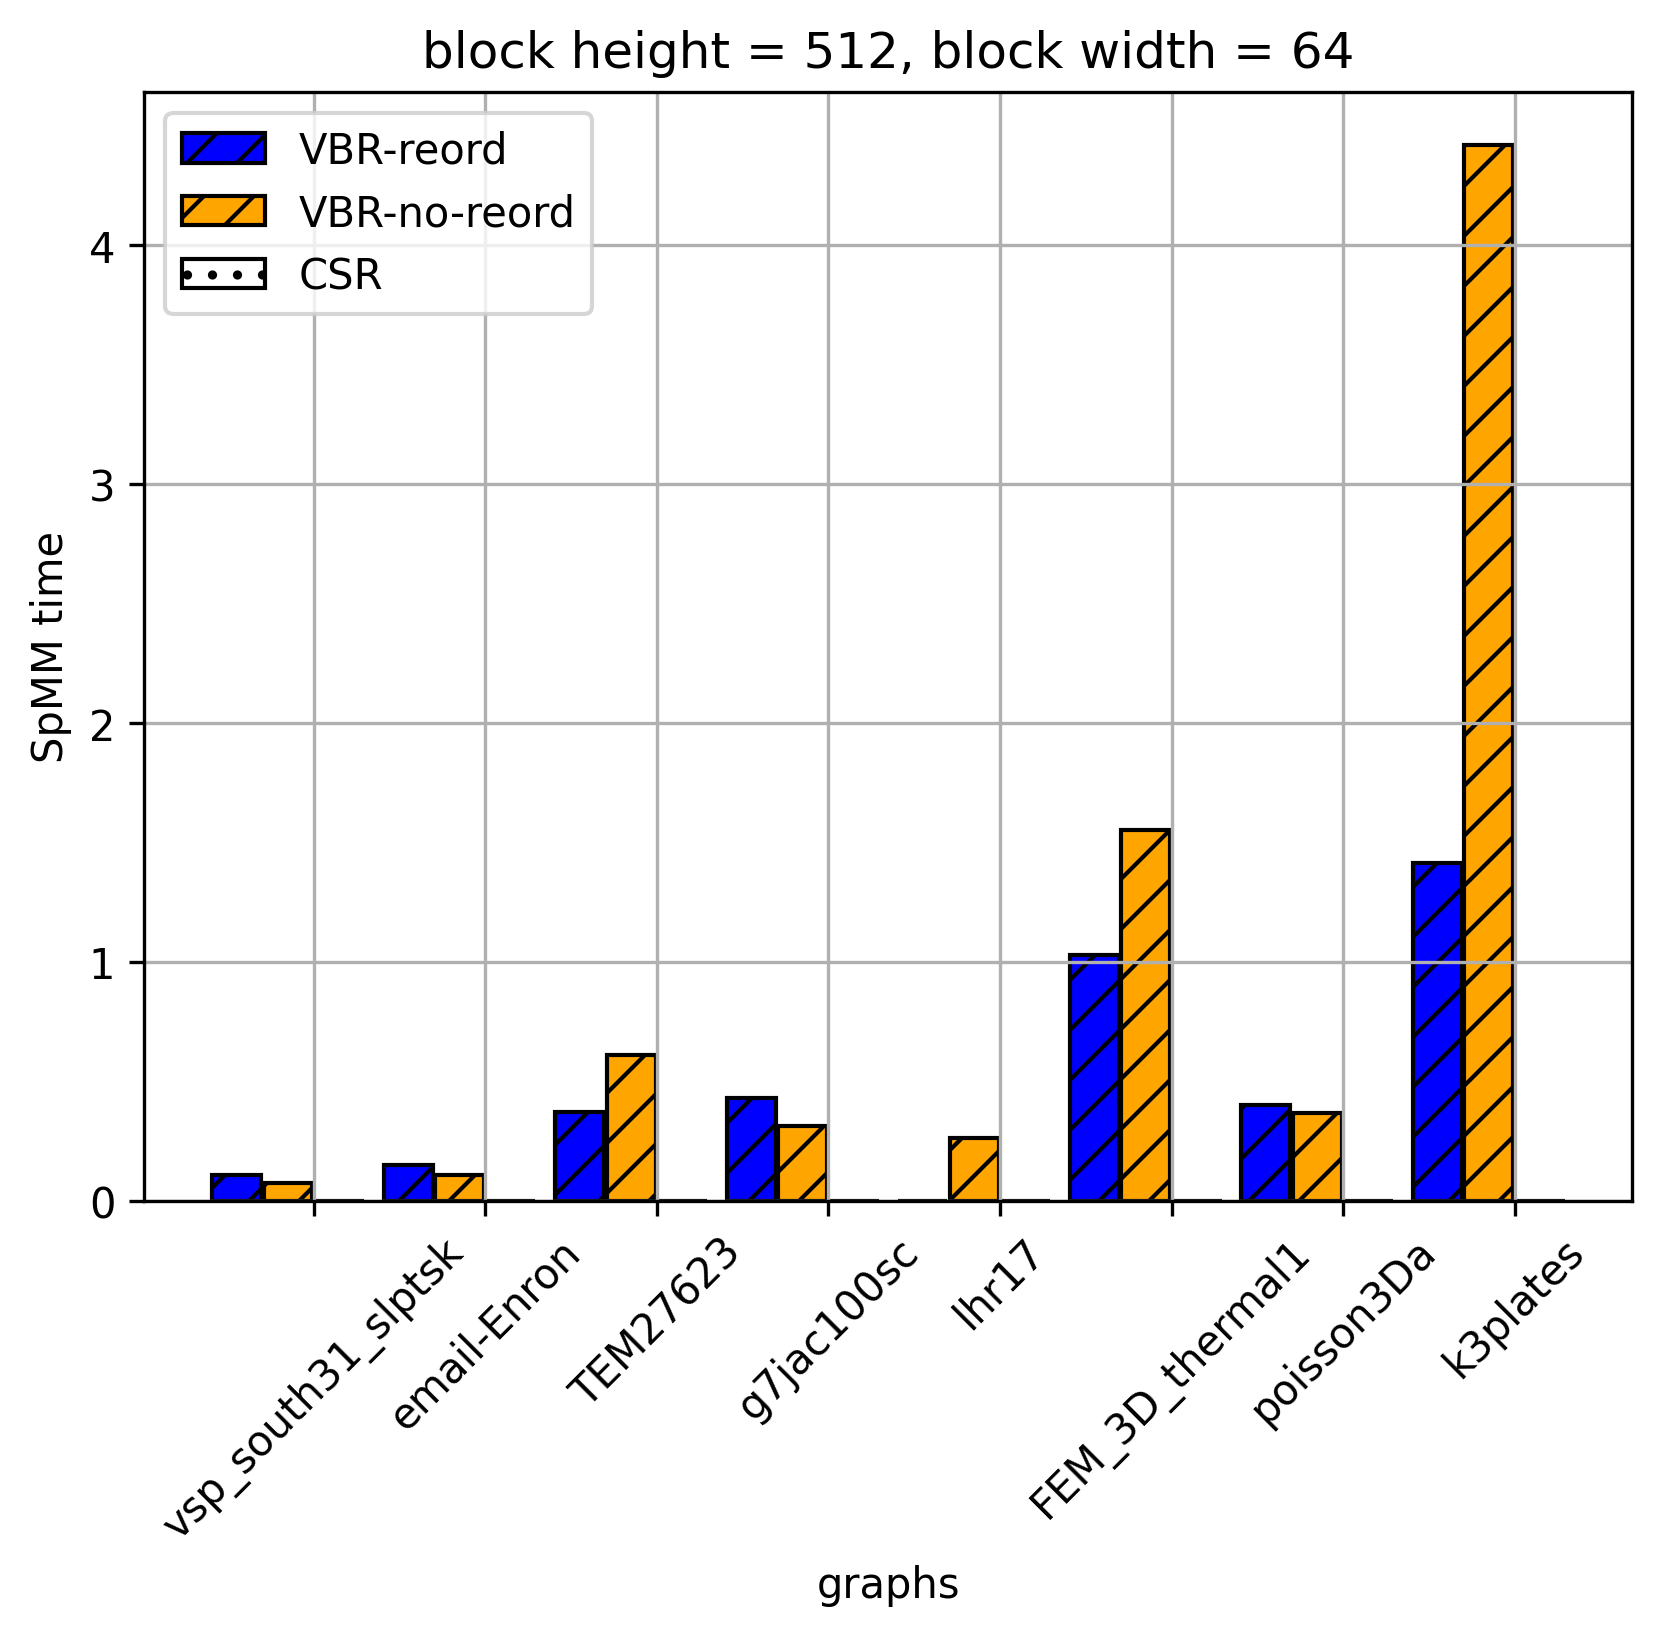 block height = 512, block width = 64
VBR-reord
VBR-no-reord
CSR
SpMM time
4
3
2
1
0
vsp_south31_slptsk
email-Enron
TEM27623
g7jac100sc
lhr17
FEM_3D_thermal1
poisson3Da
k3plates
graphs